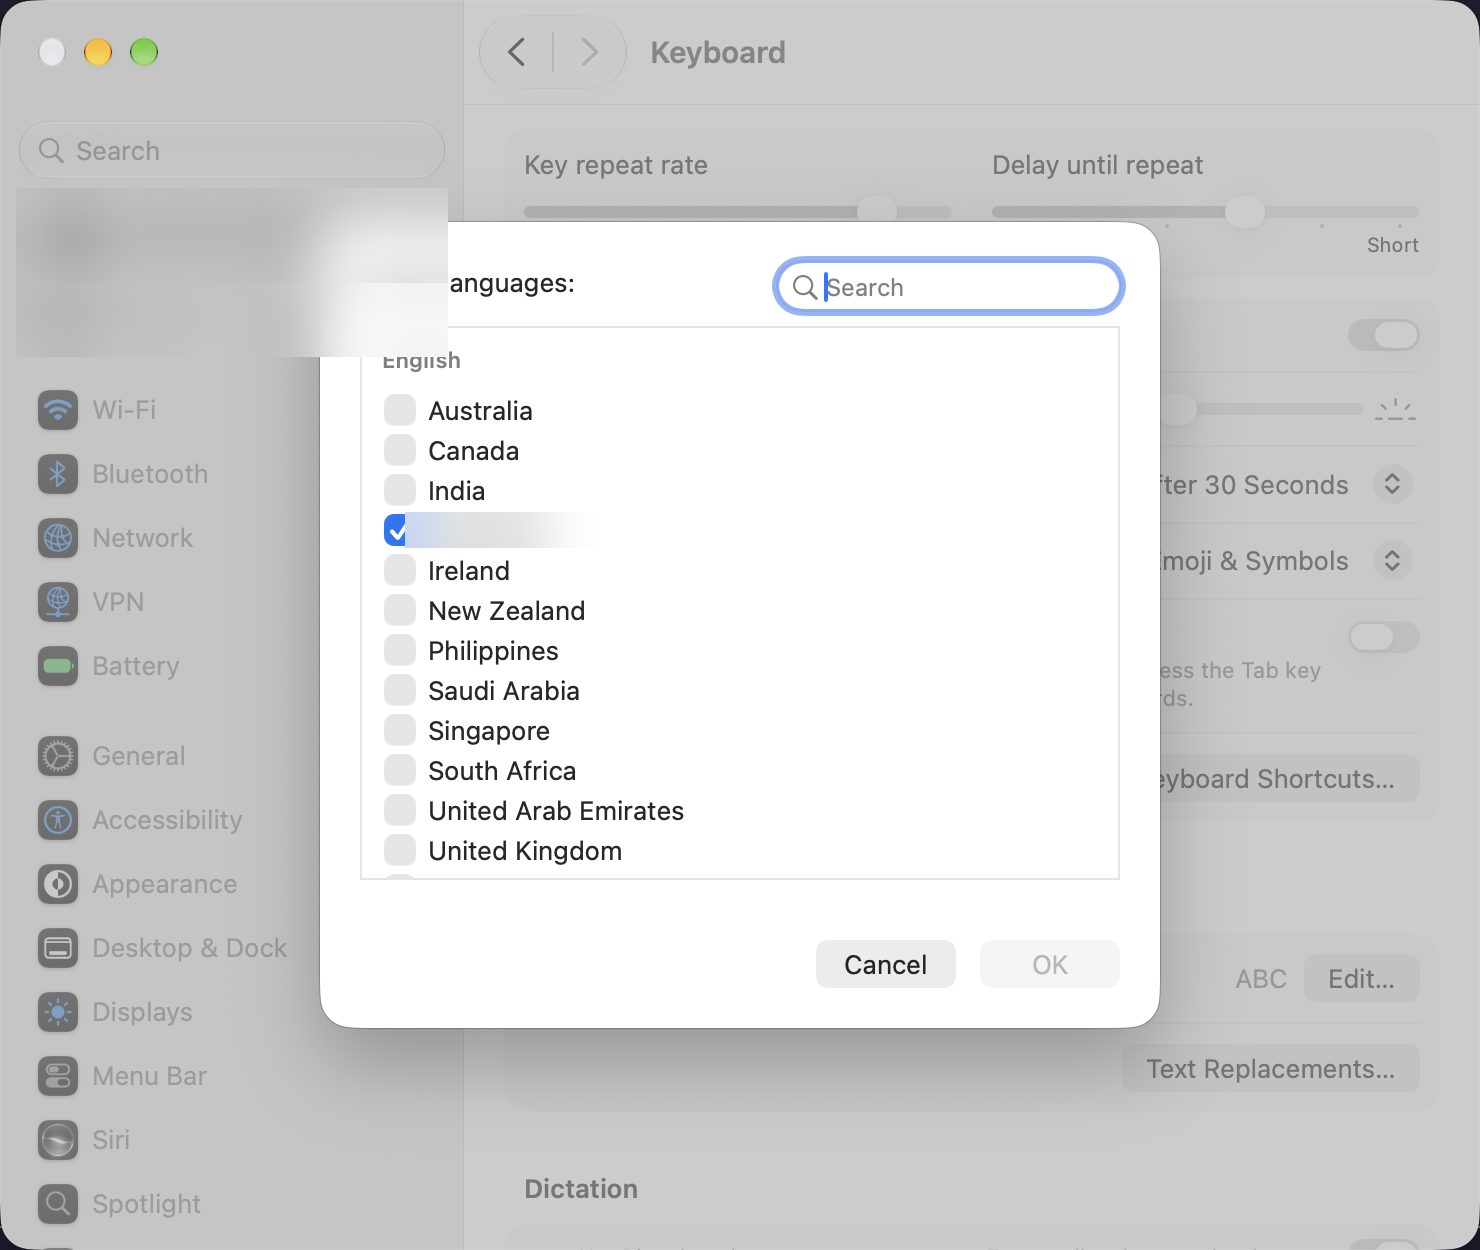 Keyboard
Search
Key repeat rate
Delay until repeat
Short
anguages:
Search
English
Australia
Canada
India
Ireland
New Zealand
Philippines
Saudi Arabia
Singapore
South Africa
United Arab Emirates
United Kingdom
Cancel
OK
Wi-Fi
Bluetooth
Network
VPN
Battery
General
Accessibility
Appearance
Desktop & Dock
Displays
Menu Bar
Siri
Spotlight
fter 30 Seconds
Emoji & Symbols
ess the Tab key
rds.
eyboard Shortcuts...
ABC
Edit...
Text Replacements...
Dictation